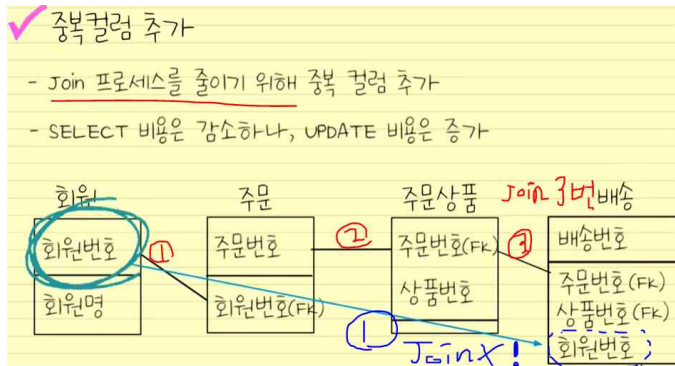 중복컬럼 추가
- Join 프로세스를 줄이기 위해 중복 컬럼 추가
- SELECT 비용은 감소하나, UPDATE 비용은 증가
회원 주문 주문상품 Join 3번 배송
회원번호 ① 주문번호 ② 주문번호(FK) ③ 배송번호
회원명 회원번호(FK) 상품번호 주문번호(FK)
상품번호(FK)
① Join X! 회원번호